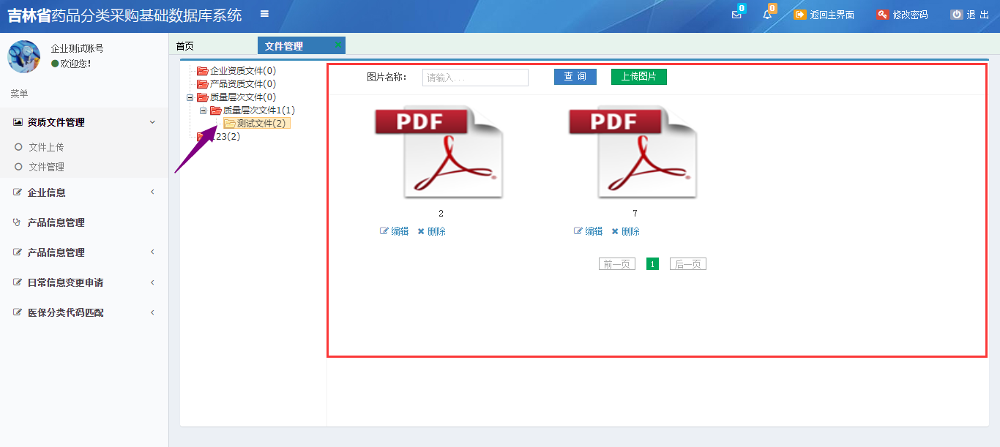 吉林省药品分类采购基础数据库系统
0
0
返回主界面
修改密码
退 出
企业测试账号
欢迎您!
菜单
资质文件管理
文件上传
文件管理
企业信息
产品信息管理
产品信息管理
日常信息变更申请
医保分类代码匹配
首页
文件管理
企业资质文件(0)
产品资质文件(0)
质量层次文件(0)
质量层次文件1(1)
测试文件(2)
23(2)
图片名称：
请输入...
查 询
上传图片
PDF
PDF
2
7
编辑 删除
编辑 删除
前一页 1 后一页